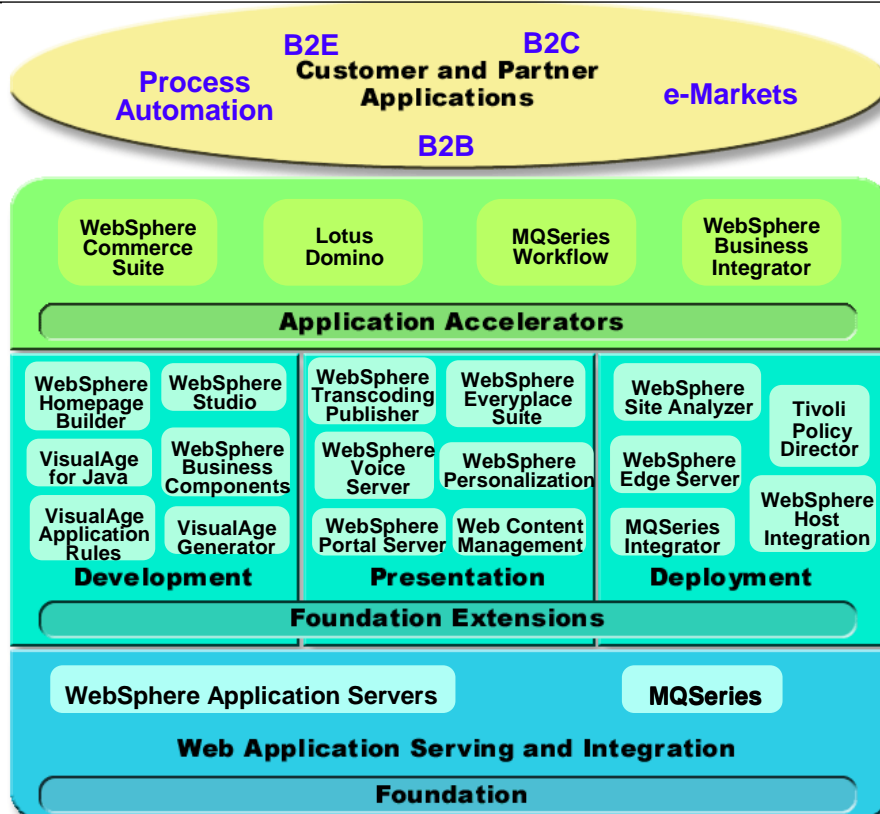 B2E
B2C
Customer and Partner
Applications
Process
Automation
e-Markets
B2B
WebSphere
Commerce
Suite
Lotus
Domino
MQSeries
Workflow
WebSphere
Business
Integrator
Application Accelerators
WebSphere
Homepage
Builder
WebSphere
Studio
VisualAge
for Java
WebSphere
Business
Components
VisualAge
Application
Rules
VisualAge
Generator
Development
WebSphere
Transcoding
Publisher
WebSphere
Everyplace
Suite
WebSphere
Voice
Server
WebSphere
Personalization
WebSphere
Portal Server
Web Content
Management
Presentation
WebSphere
Site Analyzer
Tivoli
Policy
Director
WebSphere
Edge Server
WebSphere
Host
Integration
MQSeries
Integrator
Deployment
Foundation Extensions
WebSphere Application Servers
MQSeries
Web Application Serving and Integration
Foundation